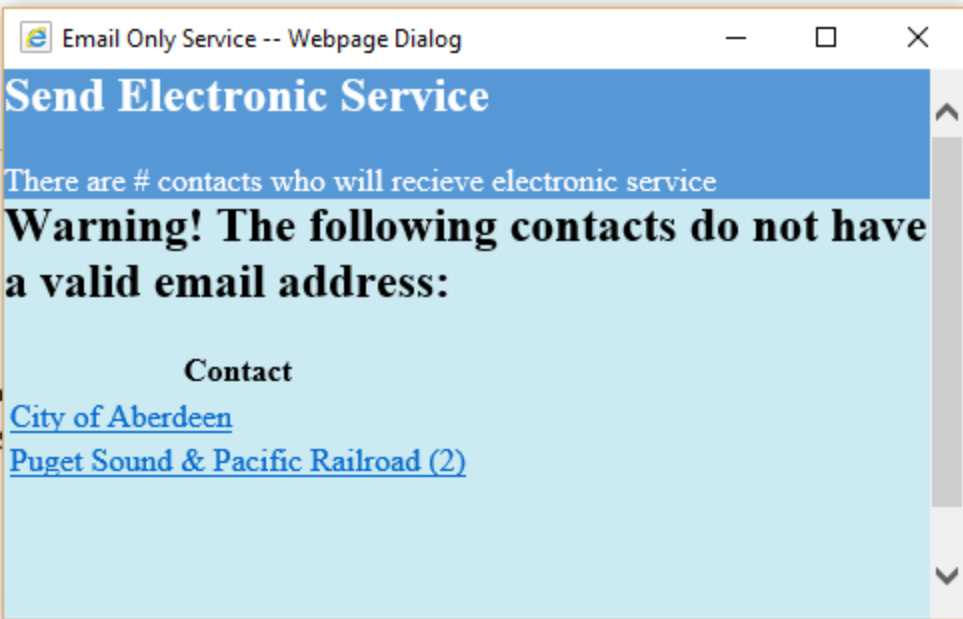 Email Only Service -- Webpage Dialog
Send Electronic Service
There are # contacts who will recieve electronic service
Warning! The following contacts do not have
a valid email address:
Contact
City of Aberdeen
Puget Sound & Pacific Railroad (2)